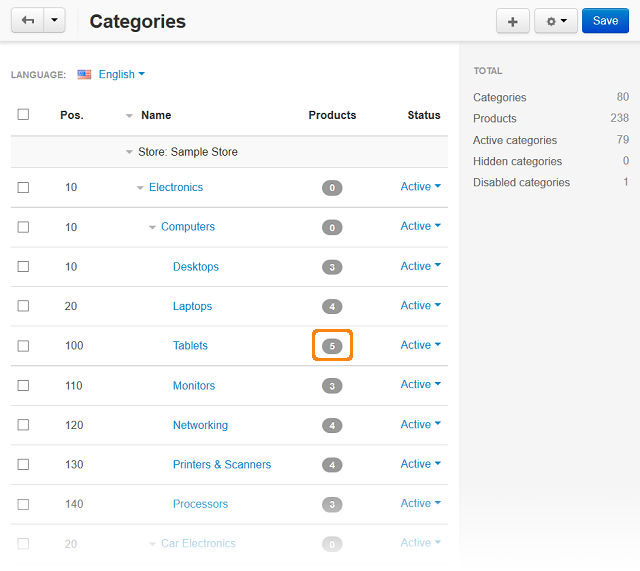 Categories
Save
LANGUAGE: English
Pos. Name Products Status
Store: Sample Store
10 Electronics 0 Active
10 Computers 0 Active
10 Desktops 3 Active
20 Laptops 4 Active
100 Tablets 5 Active
110 Monitors 3 Active
120 Networking 4 Active
130 Printers & Scanners 4 Active
140 Processors 3 Active
20 Car Electronics 0 Active
TOTAL
Categories 80
Products 238
Active categories 79
Hidden categories 0
Disabled categories 1